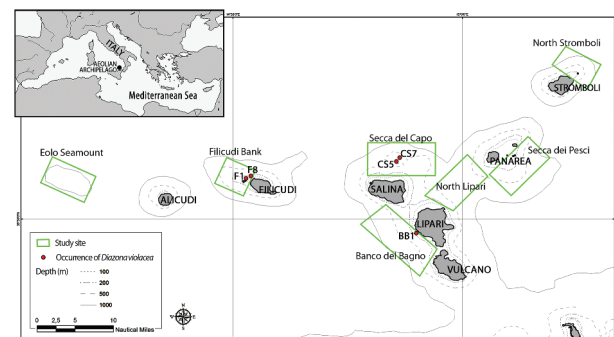 ITALY
AEOLIAN
ARCHIPELAGO
Mediterranean Sea
North Stromboli
STROMBOLI
Eolo Seamount
Filicudi Bank
F8
F1
FILICUDI
ALICUDI
Secca del Capo
CS7
CS5
SALINA
Secca dei Pesci
PANAREA
North Lipari
LIPARI
BB1
Banco del Bagno
VULCANO
Study site
Occurrence of Diazona violacea
Depth (m)
100
200
500
1000
0 2,5 5 10
Nautical Miles
N